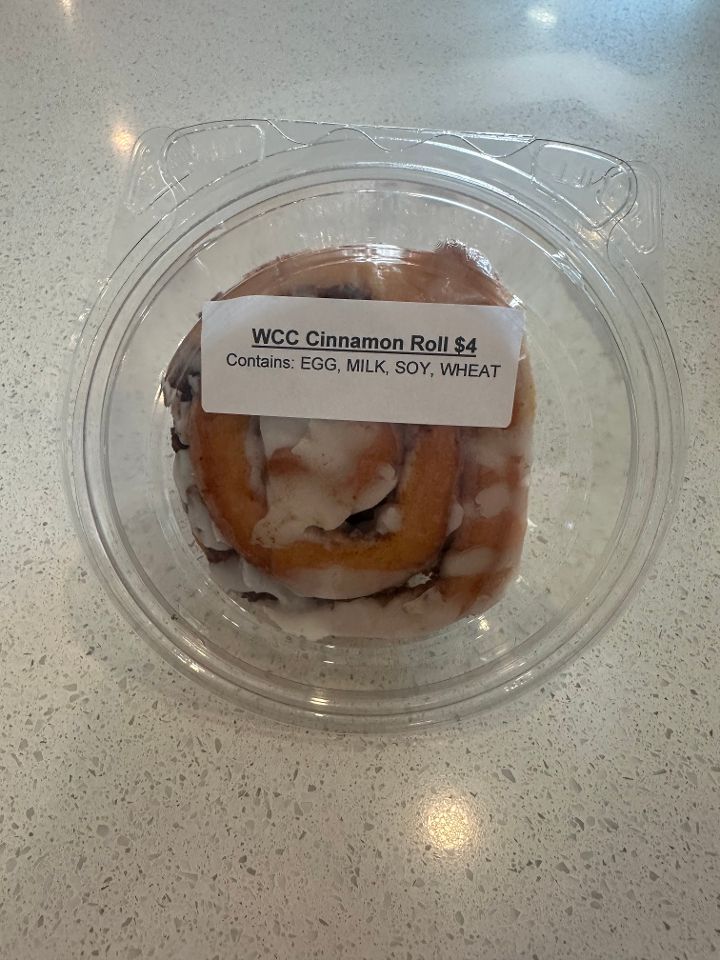 WCC Cinnamon Roll $4
Contains: EGG, MILK, SOY, WHEAT